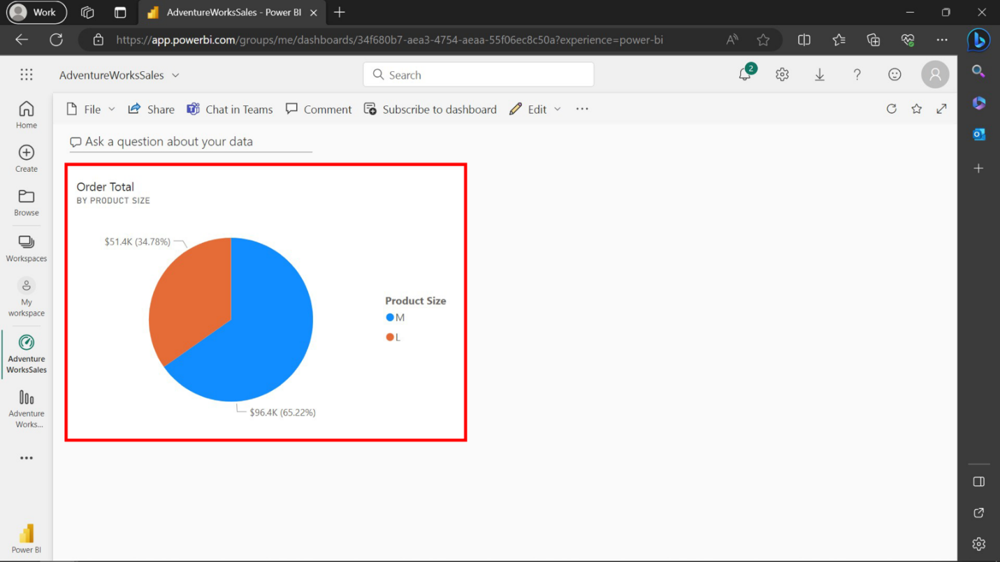 Work
AdventureWorksSales - Power BI
https://app.powerbi.com/groups/me/dashboards/34f680b7-aea3-4754-aeaa-55f06ec8c50a?experience=power-bi
AdventureWorksSales
Search
2
File
Share
Chat in Teams
Comment
Subscribe to dashboard
Edit
Home
Create
Browse
Workspaces
My
workspace
Adventure
WorksSales
Adventure
Works...
Power BI
Ask a question about your data
Order Total
BY PRODUCT SIZE
$51.4K (34.78%)
$96.4K (65.22%)
Product Size
M
L